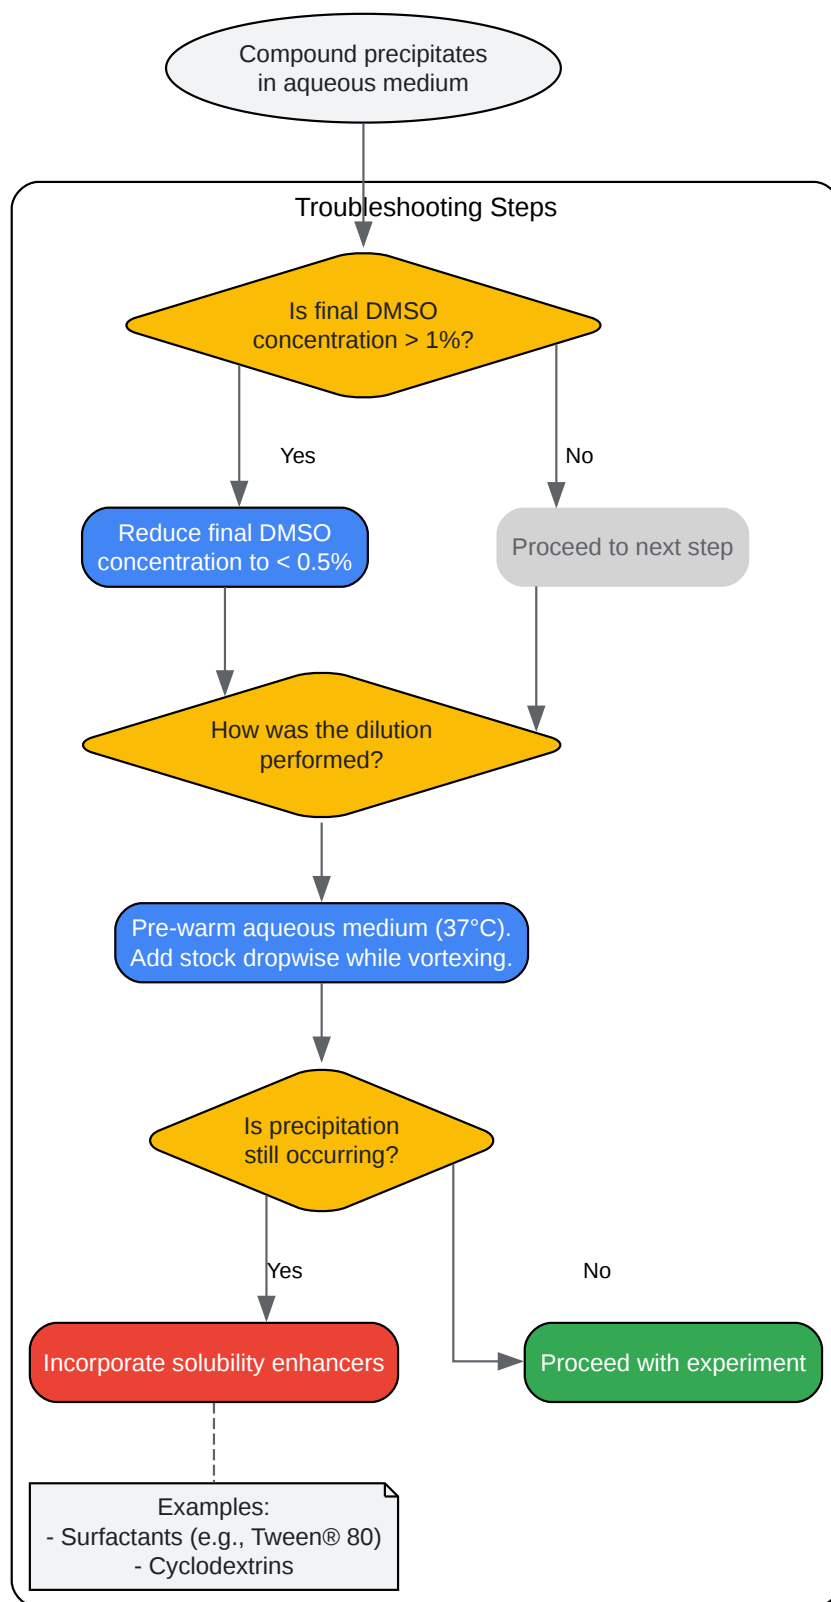 Compound precipitates
in aqueous medium
Troubleshooting Steps
Is final DMSO
concentration > 1%?
Yes
No
Reduce final DMSO
concentration to < 0.5%
Proceed to next step
How was the dilution
performed?
Pre-warm aqueous medium (37°C).
Add stock dropwise while vortexing.
Is precipitation
still occurring?
Yes
No
Incorporate solubility enhancers
Proceed with experiment
Examples:
- Surfactants (e.g., Tween® 80)
- Cyclodextrins